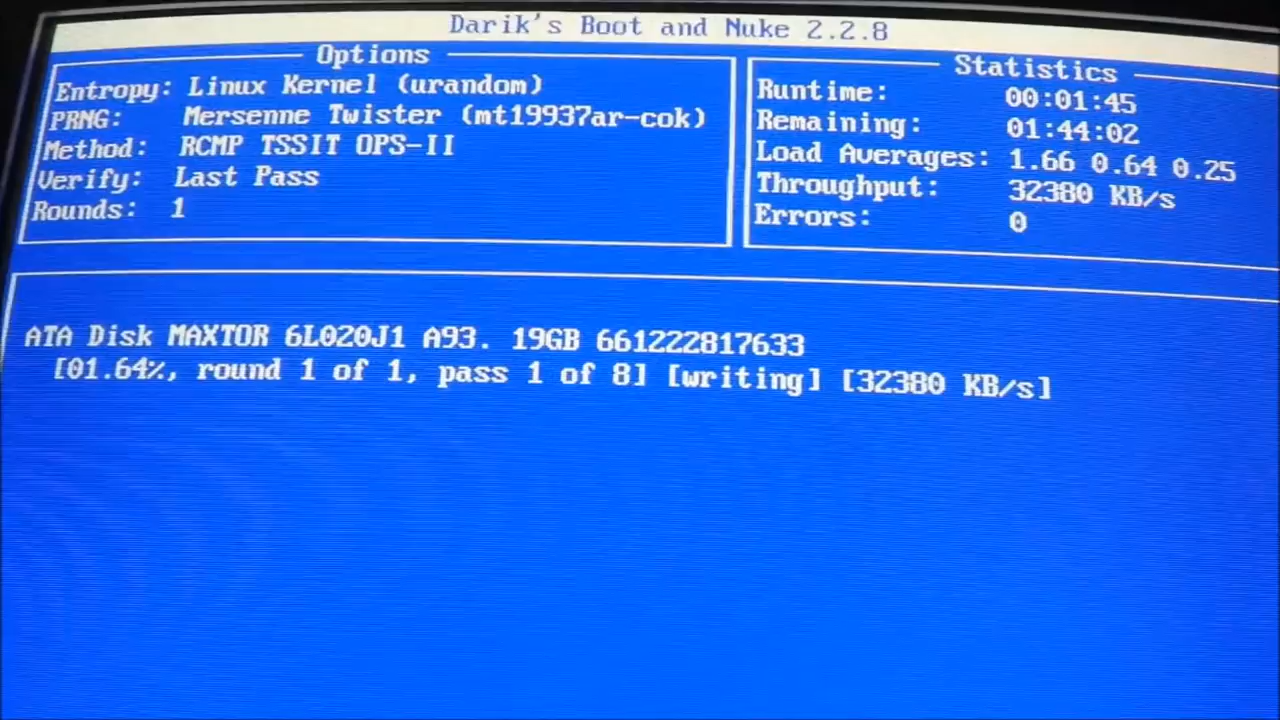 Darik's Boot and Nuke 2.2.8
Options
Entropy: Linux Kernel (urandom)
PRNG: Mersenne Twister (mt19937ar-cok)
Method: RCMP TSSIT OPS-II
Verify: Last Pass
Rounds: 1
Statistics
Runtime: 00:01:45
Remaining: 01:44:02
Load Averages: 1.66 0.64 0.25
Throughput: 32380 KB/s
Errors: 0
ATA Disk MAXTOR 6L020J1 A93. 19GB 661222817633
[01.64%, round 1 of 1, pass 1 of 8] [writing] [32380 KB/s]